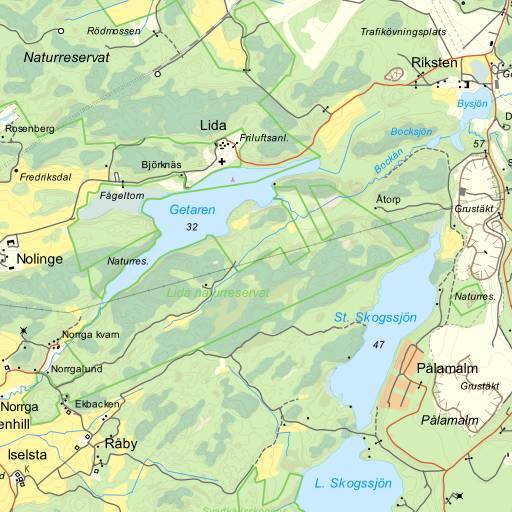 Rödmossen
Trafikövningsplats
Naturreservat
Riksten
Bysjön
Rosenberg
Lida
Friluftsanl.
Bocksjön
57
Björknäs
Bockån
Fredriksdal
Fågeltorn
Åtorp
Getaren
32
Grustäkt
Nolinge
Naturres.
Lida naturreservat
Naturres.
St. Skogssjön
Norrga kvarn
47
Norrgalund
Pålamalm
Grustäkt
Norrga
Ekbacken
enhill
Pålamalm
Råby
Iselsta
K
L. Skogssjön